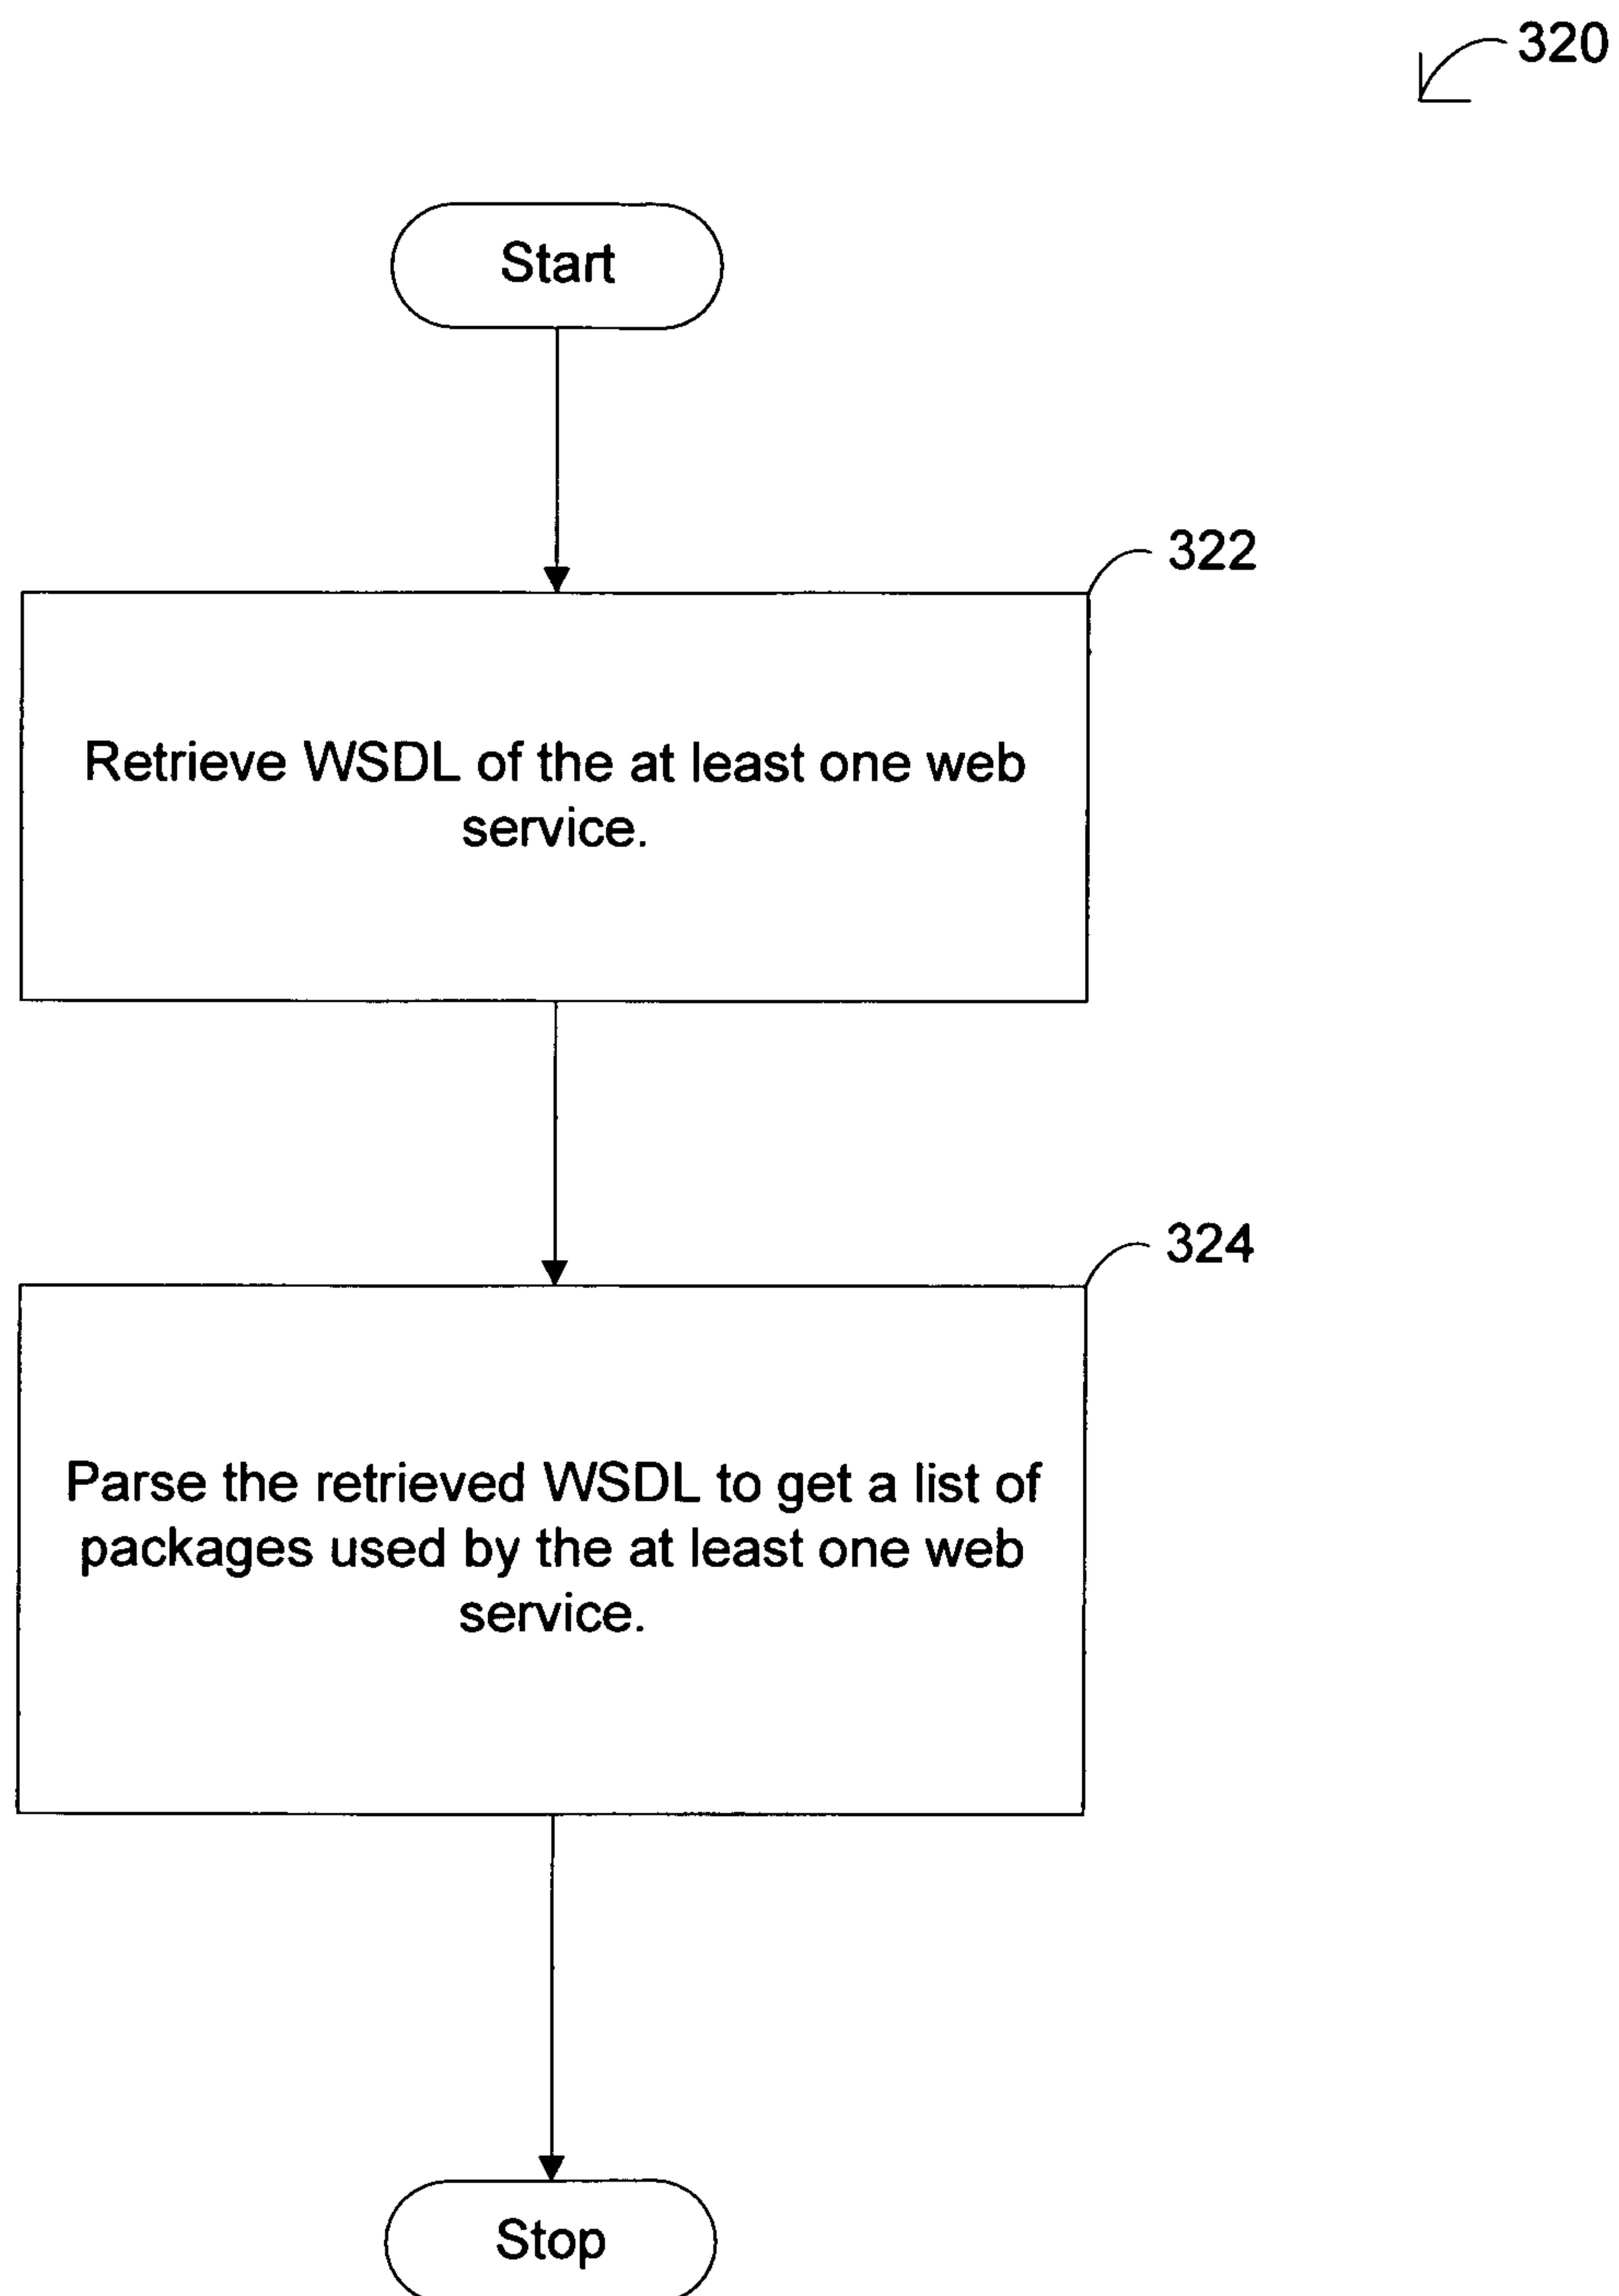 320
Start
322
Retrieve WSDL of the at least one web
service.
324
Parse the retrieved WSDL to get a list of
packages used by the at least one web
service.
Stop